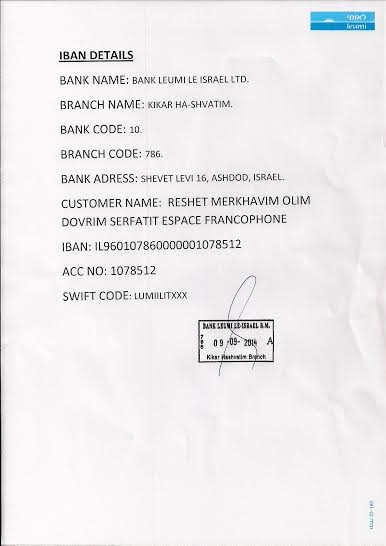 לאומי
leumi
IBAN DETAILS
BANK NAME: BANK LEUMI LE ISRAEL LTD.
BRANCH NAME: KIKAR HA-SHVATIM.
BANK CODE: 10.
BRANCH CODE: 786.
BANK ADRESS: SHEVET LEVI 16, ASHDOD, ISRAEL.
CUSTOMER NAME: RESHET MERKHAVIM OLIM
DOVRIM SERFATIT ESPACE FRANCOPHONE
IBAN: IL960107860000001078512
ACC NO: 1078512
SWIFT CODE: LUMIILITXXX
BANK LEUMI LE-ISRAEL B.M.
786 09 -09- 2014 A
Kikar Hashvatim Branch